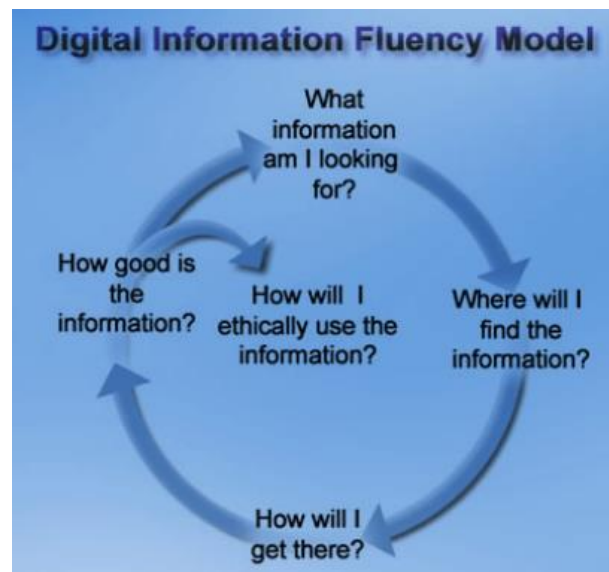 Digital Information Fluency Model
What
information
am I looking
for?
Where will I
find the
information?
How will I
get there?
How good is
the
information?
How will I
ethically use the
information?